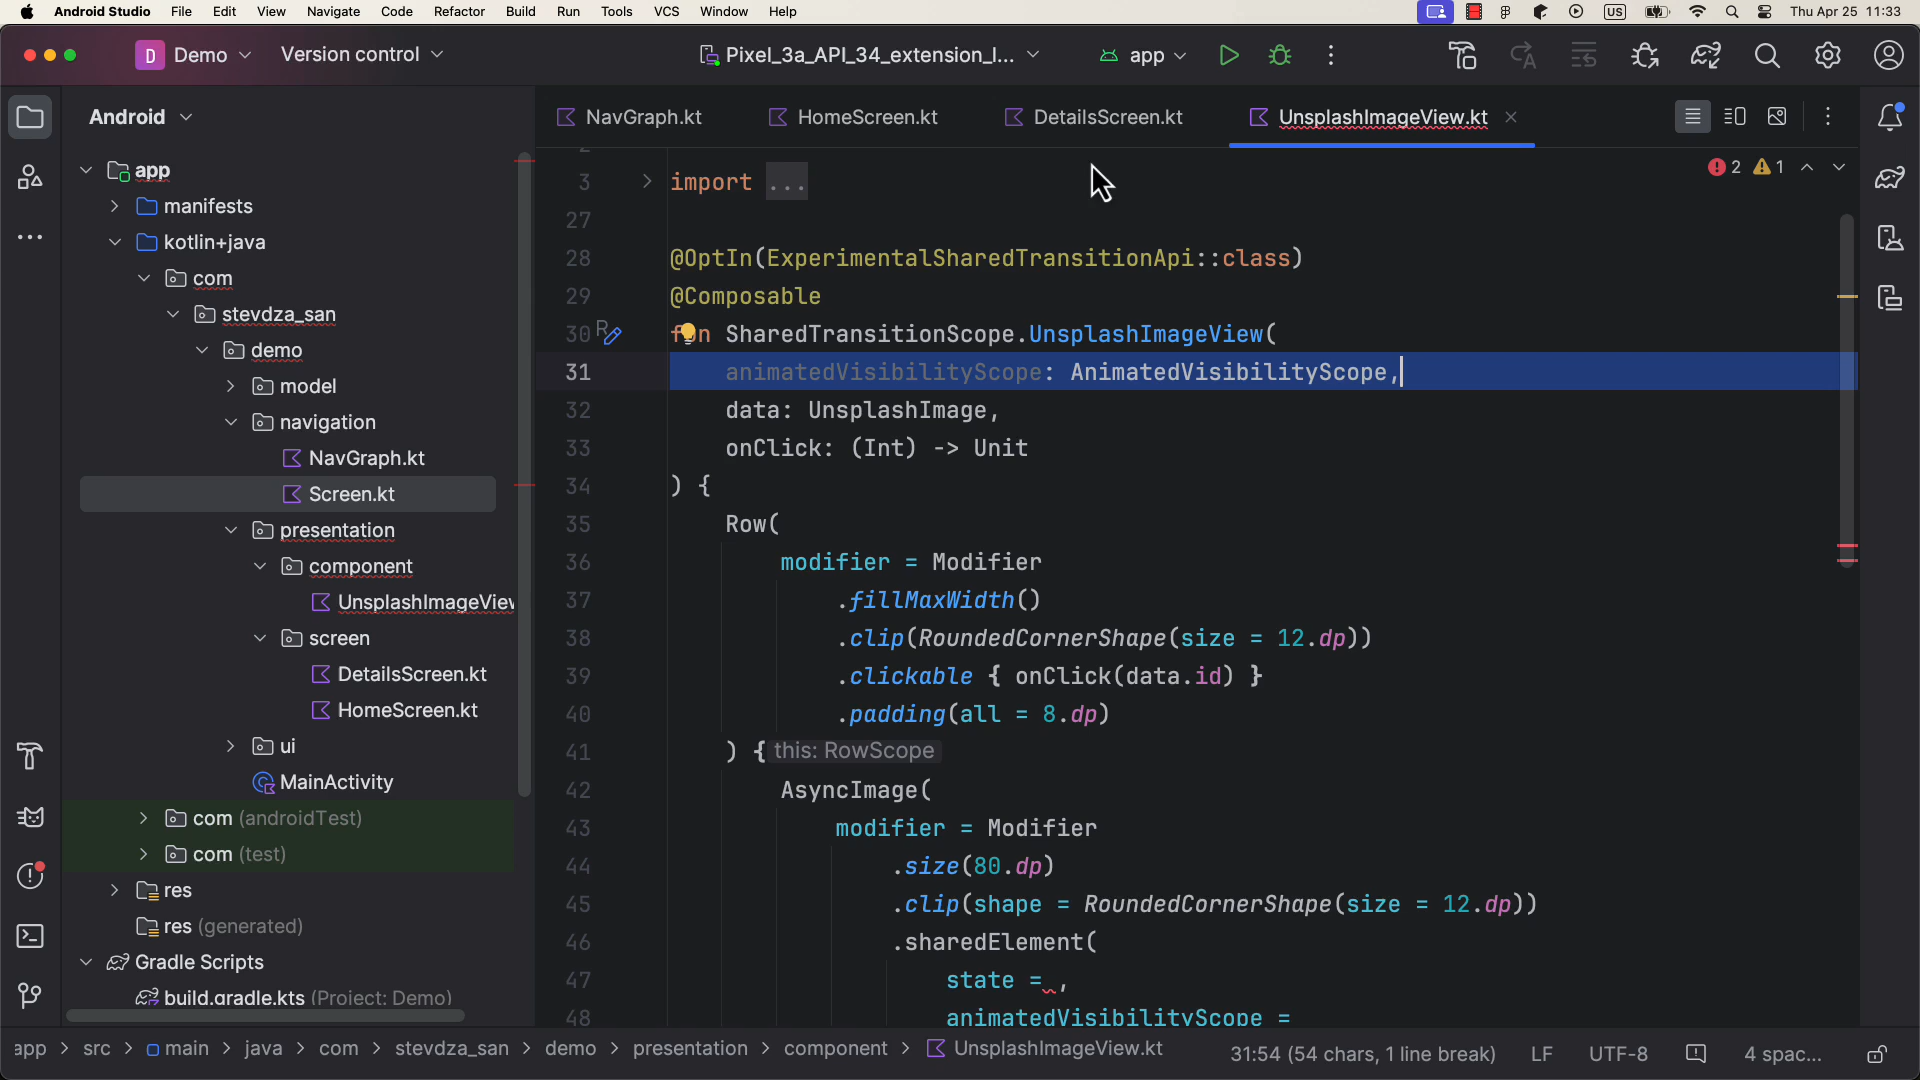 Android Studio File Edit View Navigate Code Refactor Build Run Tools VCS Window Help US Thu Apr 25 11:33
D Demo Version control Pixel_3a_API_34_extension_l... app
Android
NavGraph.kt HomeScreen.kt DetailsScreen.kt UnsplashImageView.kt
2 1
app
manifests
kotlin+java
com
stevdza_san
demo
model
navigation
NavGraph.kt
Screen.kt
presentation
component
UnsplashImageView
screen
DetailsScreen.kt
HomeScreen.kt
ui
MainActivity
com (androidTest)
com (test)
res
res (generated)
Gradle Scripts
build.gradle.kts (Project: Demo)
3 import ...
27
28 @OptIn(ExperimentalSharedTransitionApi::class)
29 @Composable
30 fun SharedTransitionScope.UnsplashImageView(
31 animatedVisibilityScope: AnimatedVisibilityScope,
32 data: UnsplashImage,
33 onClick: (Int) -> Unit
34 ) {
35 Row(
36 modifier = Modifier
37 .fillMaxWidth()
38 .clip(RoundedCornerShape(size = 12.dp))
39 .clickable { onClick(data.id) }
40 .padding(all = 8.dp)
41 ) { this: RowScope
42 AsyncImage(
43 modifier = Modifier
44 .size(80.dp)
45 .clip(shape = RoundedCornerShape(size = 12.dp))
46 .sharedElement(
47 state = ,
48 animatedVisibilityScope =
app > src > main > java > com > stevdza_san > demo > presentation > component > UnsplashImageView.kt 31:54 (54 chars, 1 line break) LF UTF-8 4 spac...